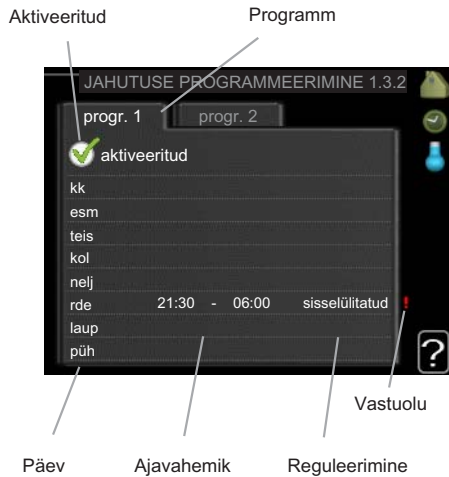 Aktiveeritud Programm
JAHUTUSE PROGRAMMEERIMINE 1.3.2
progr. 1 progr. 2
aktiveeritud
kk
esm
teis
kol
nelj
rde 21:30 - 06:00 sisselülitatud !
laup
püh
?
Vastuolu
Päev Ajavahemik Reguleerimine